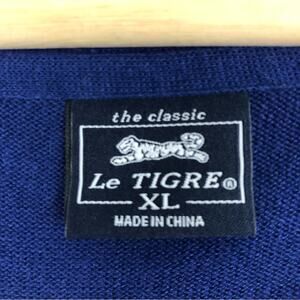 the classic
Le TIGRE®
XL
MADE IN CHINA